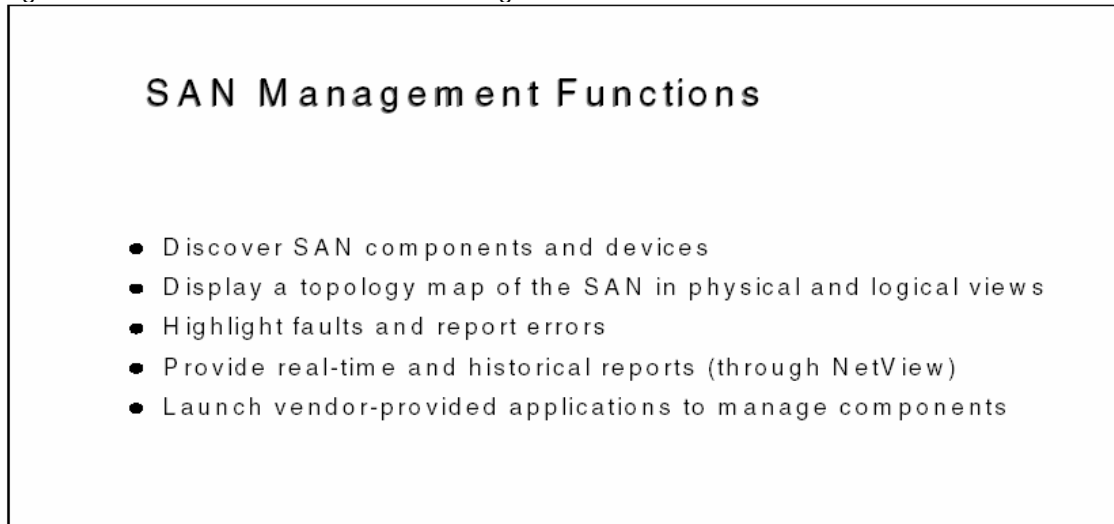 SAN Management Functions
● Discover SAN components and devices
● Display a topology map of the SAN in physical and logical views
● Highlight faults and report errors
● Provide real-time and historical reports (through NetView)
● Launch vendor-provided applications to manage components